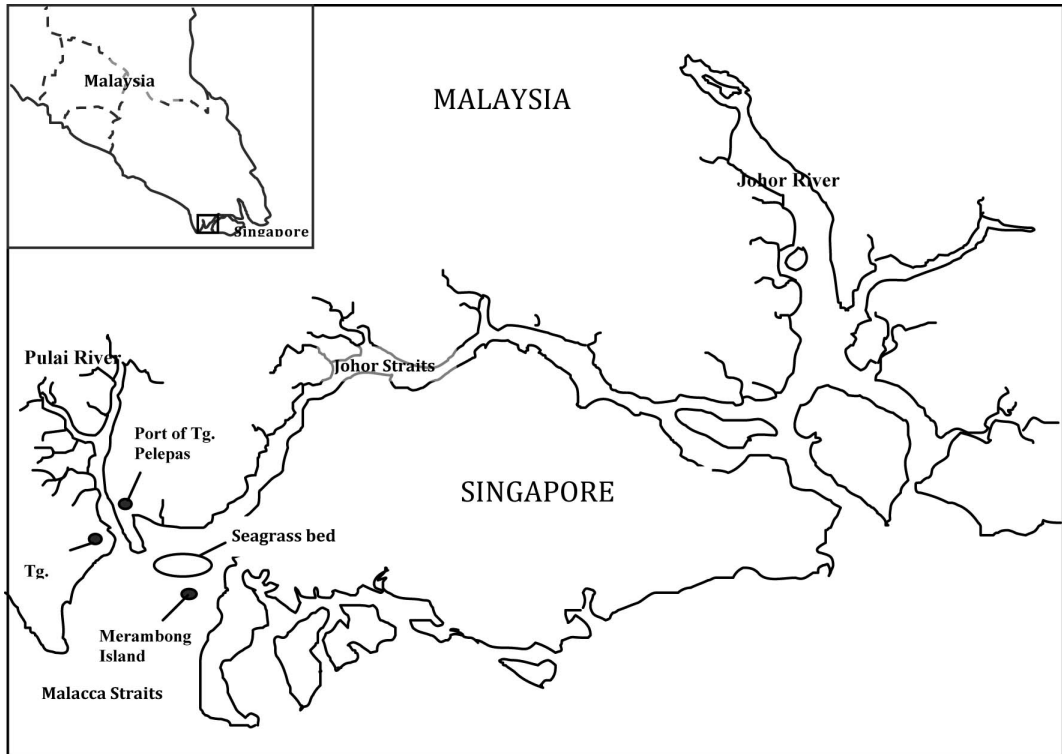 Malaysia
Singapore
MALAYSIA
Johor River
Pulai River
Johor Straits
Port of Tg.
Pelepas
SINGAPORE
Seagrass bed
Tg.
Merambong
Island
Malacca Straits